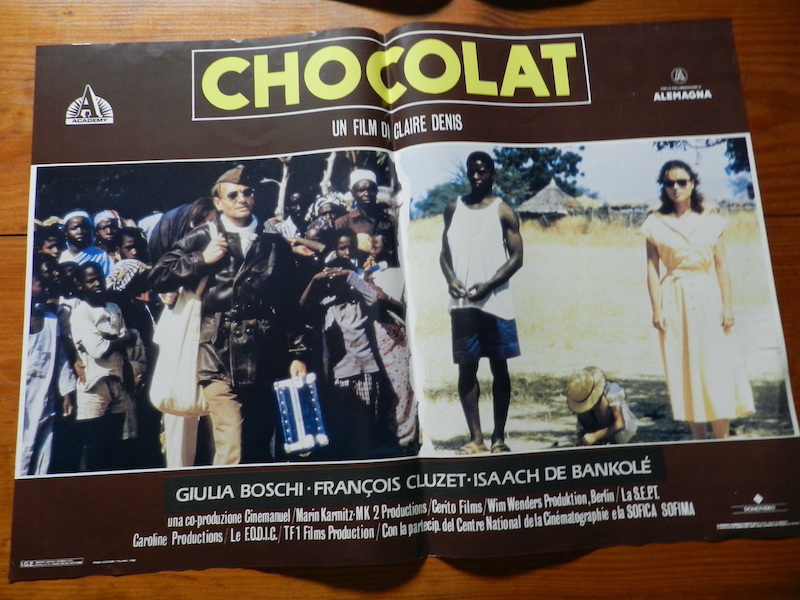 CHOCOLAT
ACADEMY
ALEMAGNA
UN FILM DI CLAIRE DENIS
GIULIA BOSCHI · FRANÇOIS CLUZET · ISAACH DE BANKOLÉ
una co-produzione Cinemanuel / Marin Karmitz-MK 2 Productions / Cerito Films / Wim Wenders Produktion, Berlin / La S.E.P.T.
Caroline Productions / Le F.O.D.I.C. / TF1 Films Production / Con la partecip. del Centre National de la Cinématographie e la SOFICA SOFIMA
DOMOVIDEO
I.G.E.